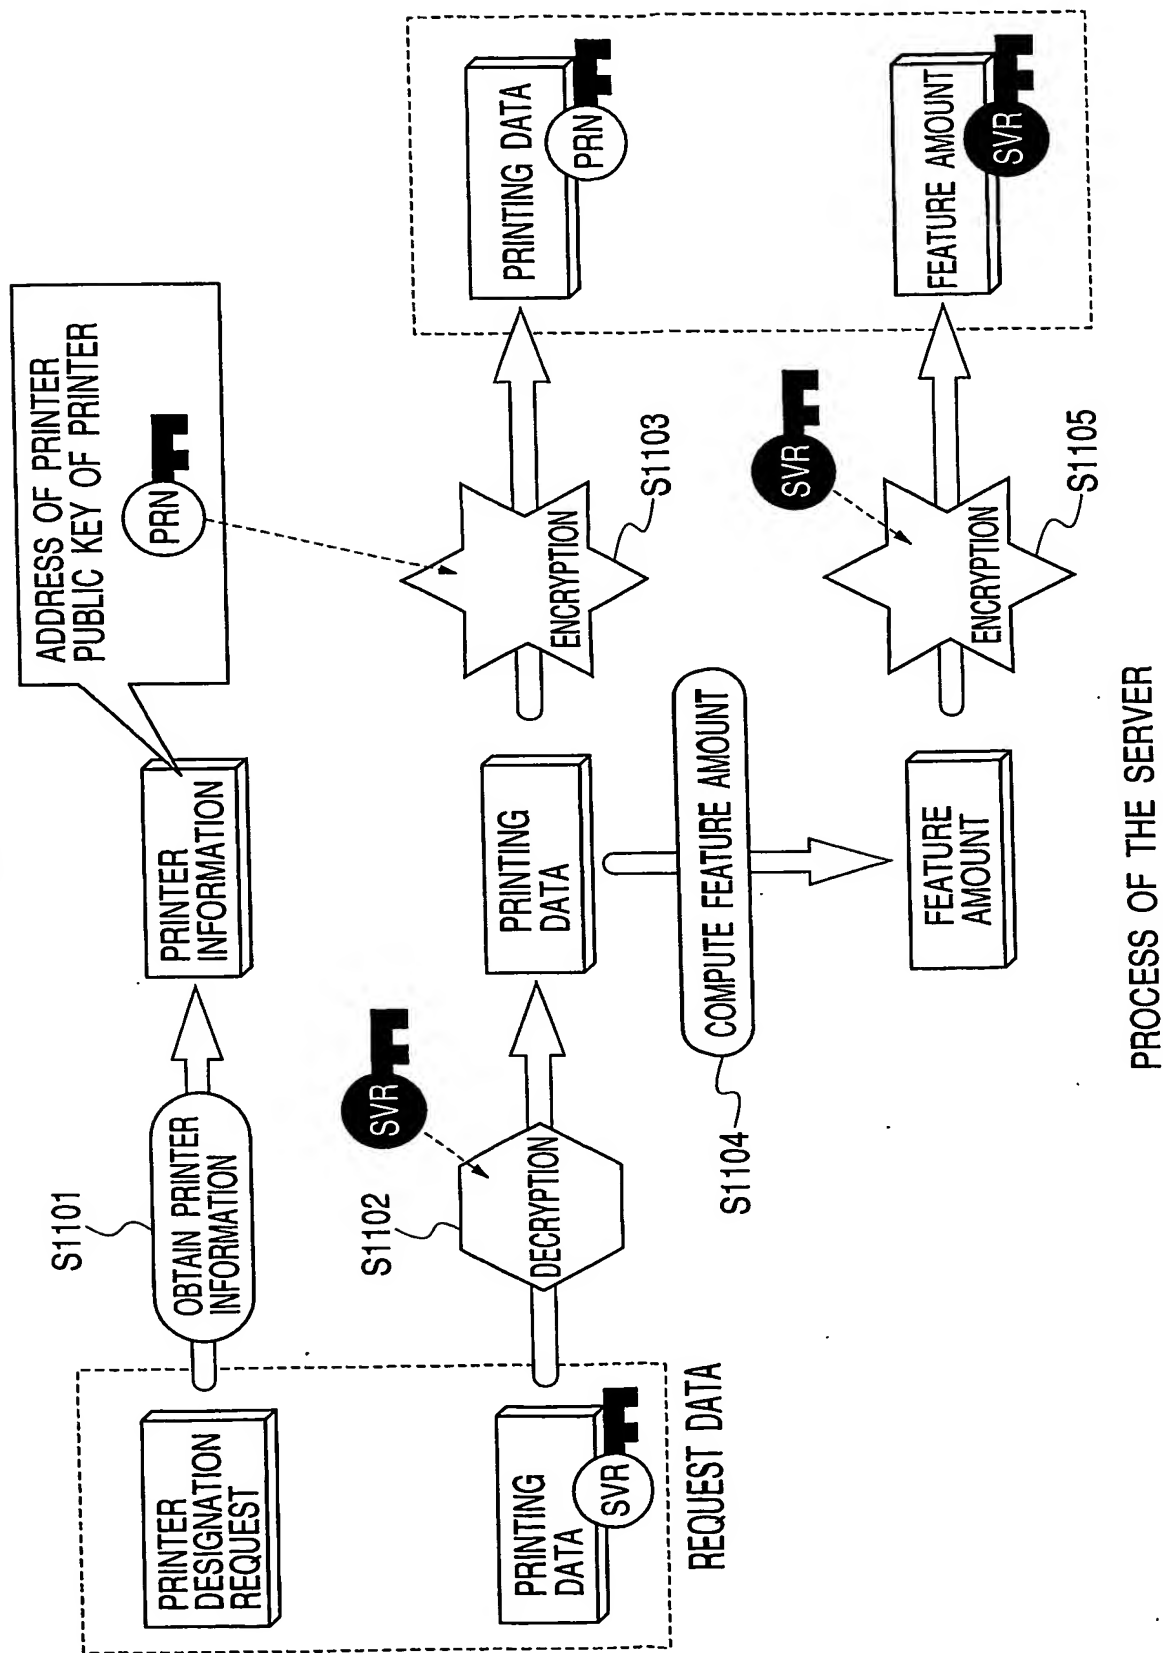 S1101
PRINTER
DESIGNATION
REQUEST
OBTAIN PRINTER
INFORMATION
PRINTER
INFORMATION
ADDRESS OF PRINTER
PUBLIC KEY OF PRINTER
PRN
S1102
PRINTING
DATA
SVR
REQUEST DATA
DECRYPTION
SVR
PRINTING
DATA
ENCRYPTION
S1103
PRINTING DATA
PRN
S1104
COMPUTE FEATURE AMOUNT
FEATURE
AMOUNT
SVR
ENCRYPTION
S1105
FEATURE AMOUNT
SVR
PROCESS OF THE SERVER